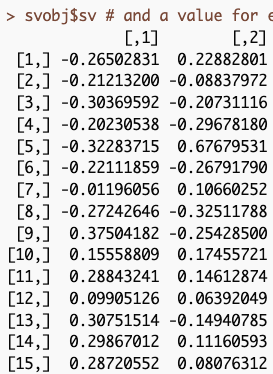 > svobj$sv # and a value for e
[,1] [,2]
[1,] -0.26502831 0.22882801
[2,] -0.21213200 -0.08837972
[3,] -0.30369592 -0.20731116
[4,] -0.20230538 -0.29678180
[5,] -0.32283715 0.67679531
[6,] -0.22111859 -0.26791790
[7,] -0.01196056 0.10660252
[8,] -0.27242646 -0.32511788
[9,] 0.37504182 -0.25428500
[10,] 0.15558809 0.17455721
[11,] 0.28843241 0.14612874
[12,] 0.09905126 0.06392049
[13,] 0.30751514 -0.14940785
[14,] 0.29867012 0.11160593
[15,] 0.28720552 0.08076312